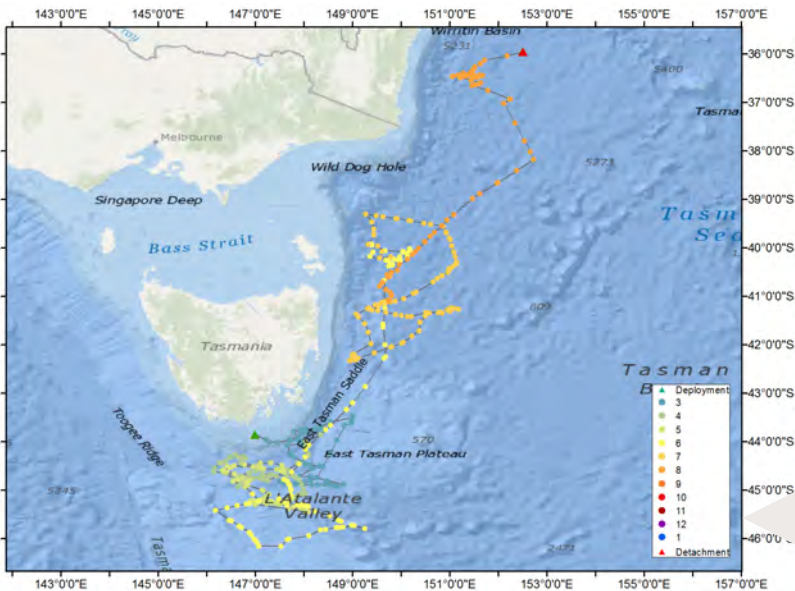 143°0'0"E 145°0'0"E 147°0'0"E 149°0'0"E 151°0'0"E 153°0'0"E 155°0'0"E 157°0'0"E
Wirritin Basin
5231
36°0'0"S
5400
37°0'0"S
Tasma
Melbourne
38°0'0"S
Wild Dog Hole
5273
39°0'0"S
Singapore Deep
Tasm
Sea
Bass Strait
40°0'0"S
41°0'0"S
609
Tasmania
42°0'0"S
Tasman
B
East Tasman Saddle
43°0'0"S
Toogee Ridge
570
44°0'0"S
East Tasman Plateau
5345
45°0'0"S
L'Atalante
Valley
46°0'0"S
Tasma
2471
Deployment
3
4
5
6
7
8
9
10
11
12
1
Detachment
143°0'0"E 145°0'0"E 147°0'0"E 149°0'0"E 151°0'0"E 153°0'0"E 155°0'0"E 157°0'0"E